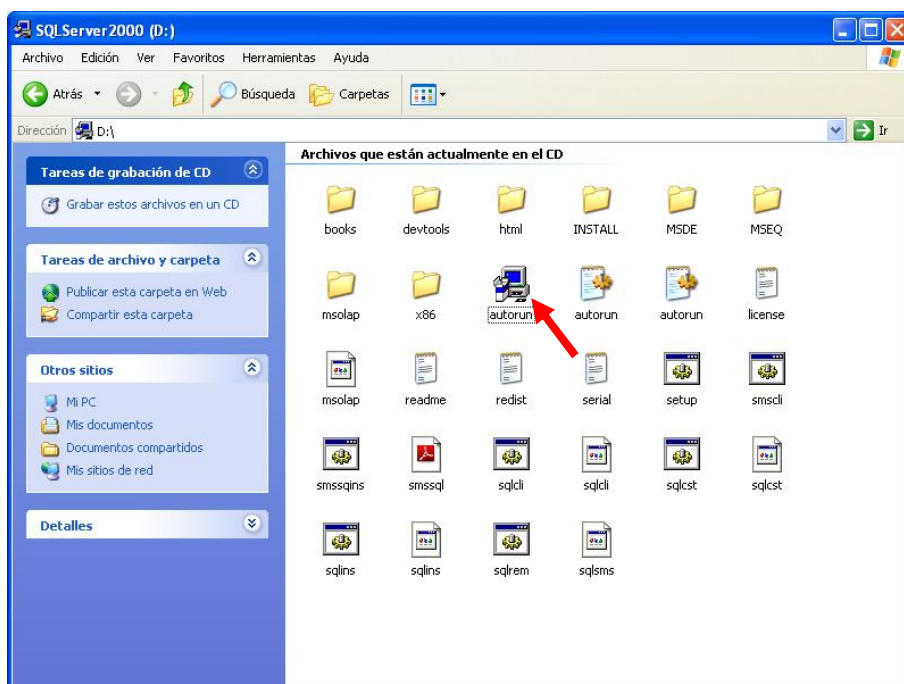 SQLServer2000 (D:)
Archivo Edición Ver Favoritos Herramientas Ayuda
Atrás Búsqueda Carpetas
Dirección D:\ Ir
Tareas de grabación de CD
Grabar estos archivos en un CD
Tareas de archivo y carpeta
Publicar esta carpeta en Web
Compartir esta carpeta
Otros sitios
Mi PC
Mis documentos
Documentos compartidos
Mis sitios de red
Detalles
Archivos que están actualmente en el CD
books devtools html INSTALL MSDE MSEQ
msolap x86 autorun autorun autorun license
msolap readme redist serial setup smscli
smssqins smssql sqlcli sqlcli sqlcst sqlcst
sqlins sqlins sqlrem sqlsms